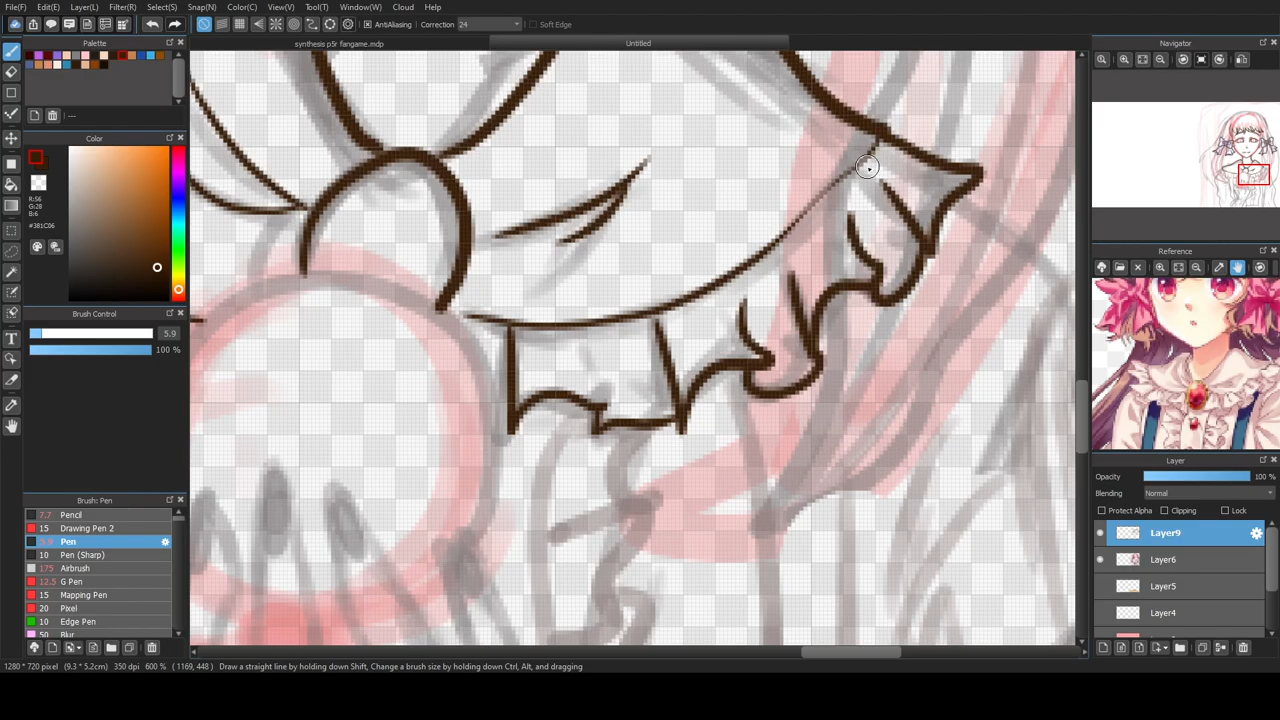 File(F) Edit(E) View(V) Layer(L) Filter(R) Select(S) Snap(N) Color(C) Tool(T) Window(W) Cloud Help
AntiAliasing Correction 24 Soft Edge
Palette
synthesis p5r fangame.mdp Untitled
Navigator
---
Color
R:56
G:28
B:6
#381C06
Reference
Brush Control
5.9
100 %
Layer
Opacity 100 %
Blending Normal
Protect Alpha Clipping Lock
Brush: Pen
7.7 Pencil
15 Drawing Pen 2
5.9 Pen
10 Pen (Sharp)
175 Airbrush
12.5 G Pen
15 Mapping Pen
20 Pixel
10 Edge Pen
50 Blur
Layer9
Layer6
Layer5
Layer4
1280 * 720 pixel (9.3 * 5.2cm) 350 dpi 600 % ( 1169, 448 ) Draw a straight line by holding down Shift, Change a brush size by holding down Ctrl, Alt, and dragging